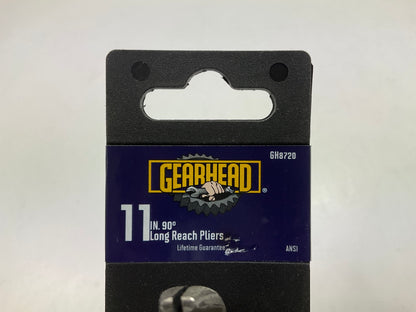 GH8720
GEARHEAD®
11 IN. 90°
Long Reach Pliers
Lifetime Guarantee
ANSI